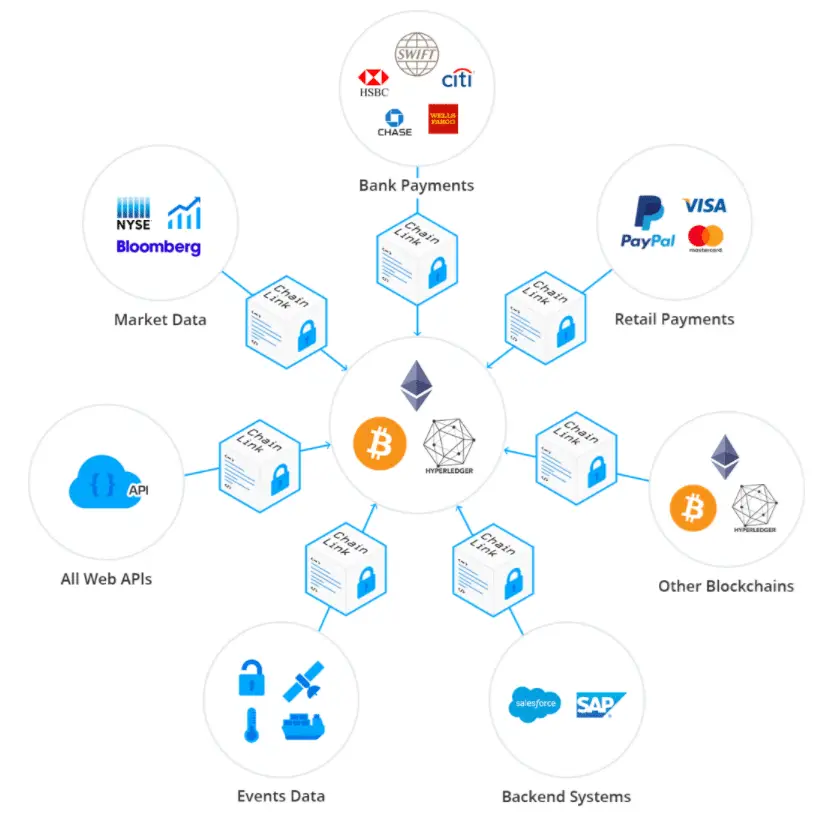 SWIFT
HSBC
citi
CHASE
WELLS
FARGO
Bank Payments
NYSE
Bloomberg
Market Data
PayPal
VISA
mastercard
Retail Payments
Chain
Link
Chain
Link
Chain
Link
HYPERLEDGER
API
All Web APIs
Chain
Link
Chain
Link
HYPERLEDGER
Other Blockchains
Chain
Link
Chain
Link
Events Data
salesforce
SAP
Backend Systems